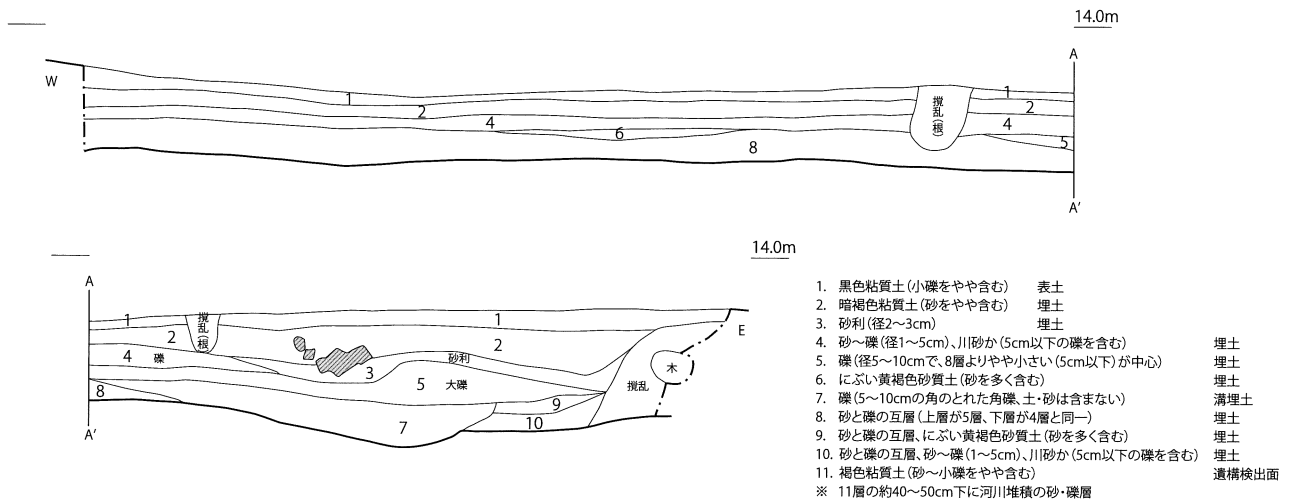 14.0m
A
W
1
1
2
2
撹乱(根)
4
4
6
5
8
A'
14.0m
A
E
1
撹乱(根
1
2
2
4
礫
砂利
3
5
大礫
木
撹乱
8
9
10
7
A'
1. 黒色粘質土(小礫をやや含む) 表土
2. 暗褐色粘質土(砂をやや含む) 埋土
3. 砂利(径2〜3cm) 埋土
4. 砂〜礫(径1〜5cm)、川砂か(5cm以下の礫を含む) 埋土
5. 礫(径5〜10cmで、8層よりやや小さい(5cm以下)が中心) 埋土
6. にぶい黄褐色砂質土(砂を多く含む) 埋土
7. 礫(5〜10cmの角のとれた角礫、土・砂は含まない) 溝埋土
8. 砂と礫の互層(上層が5層、下層が4層と同一) 埋土
9. 砂と礫の互層、にぶい黄褐色砂質土(砂を多く含む) 埋土
10. 砂と礫の互層、砂〜礫(1〜5cm)、川砂か(5cm以下の礫を含む) 埋土
11. 褐色粘質土(砂〜小礫をやや含む) 遺構検出面
※ 11層の約40〜50cm下に河川堆積の砂・礫層